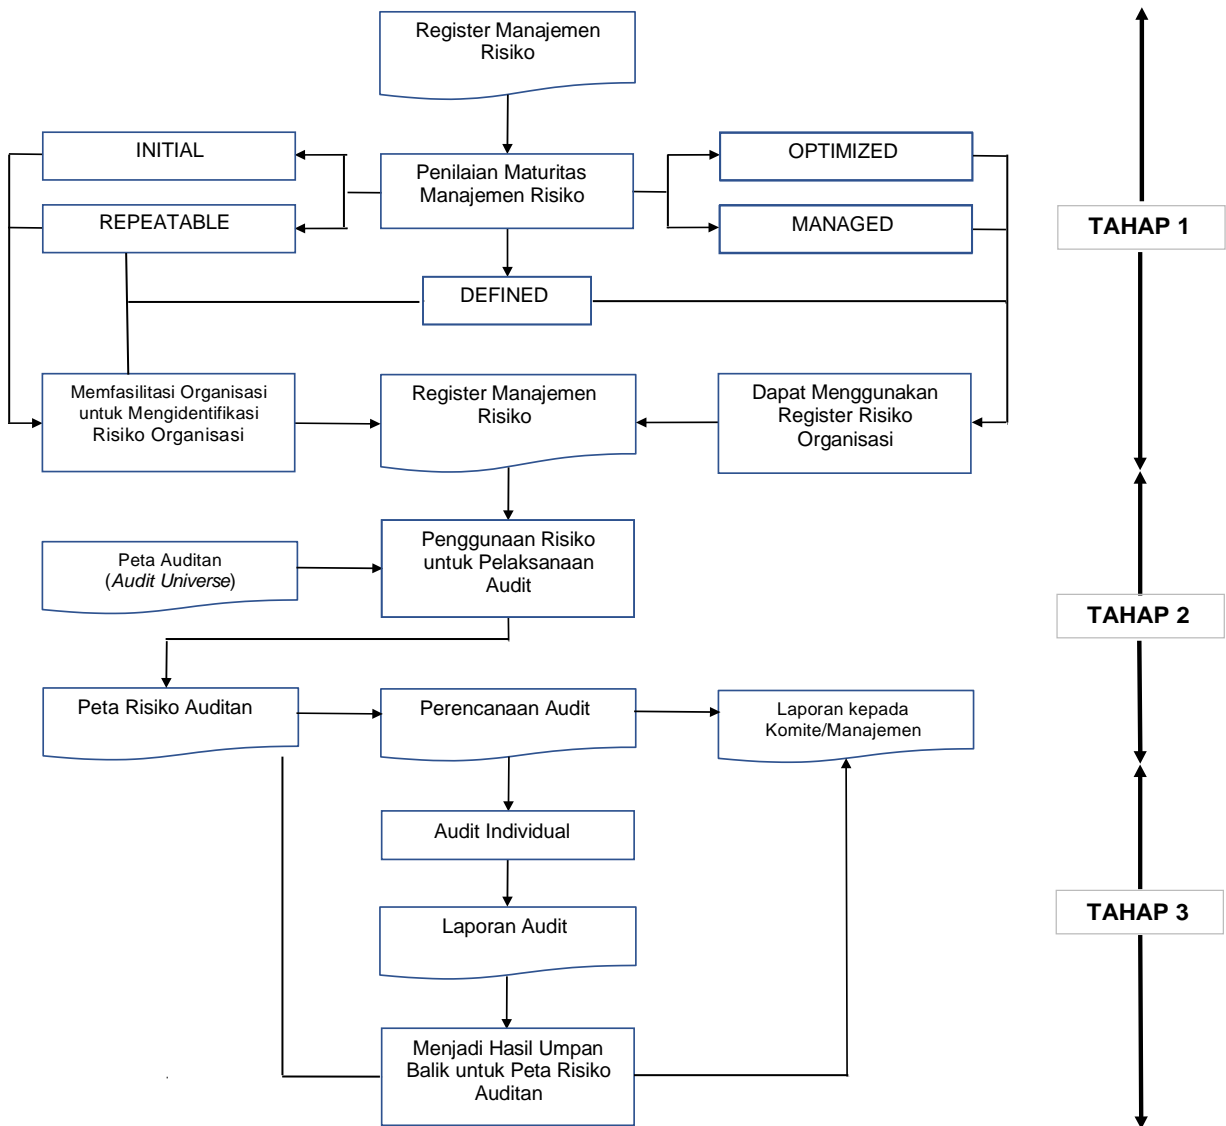 Register Manajemen
Risiko
INITIAL
OPTIMIZED
Penilaian Maturitas
Manajemen Risiko
REPEATABLE
MANAGED
TAHAP 1
DEFINED
Memfasilitasi Organisasi
untuk Mengidentifikasi
Risiko Organisasi
Register Manajemen
Risiko
Dapat Menggunakan
Register Risiko
Organisasi
Peta Auditan
(Audit Universe)
Penggunaan Risiko
untuk Pelaksanaan
Audit
TAHAP 2
Peta Risiko Auditan
Perencanaan Audit
Laporan kepada
Komite/Manajemen
Audit Individual
Laporan Audit
TAHAP 3
Menjadi Hasil Umpan
Balik untuk Peta Risiko
Auditan